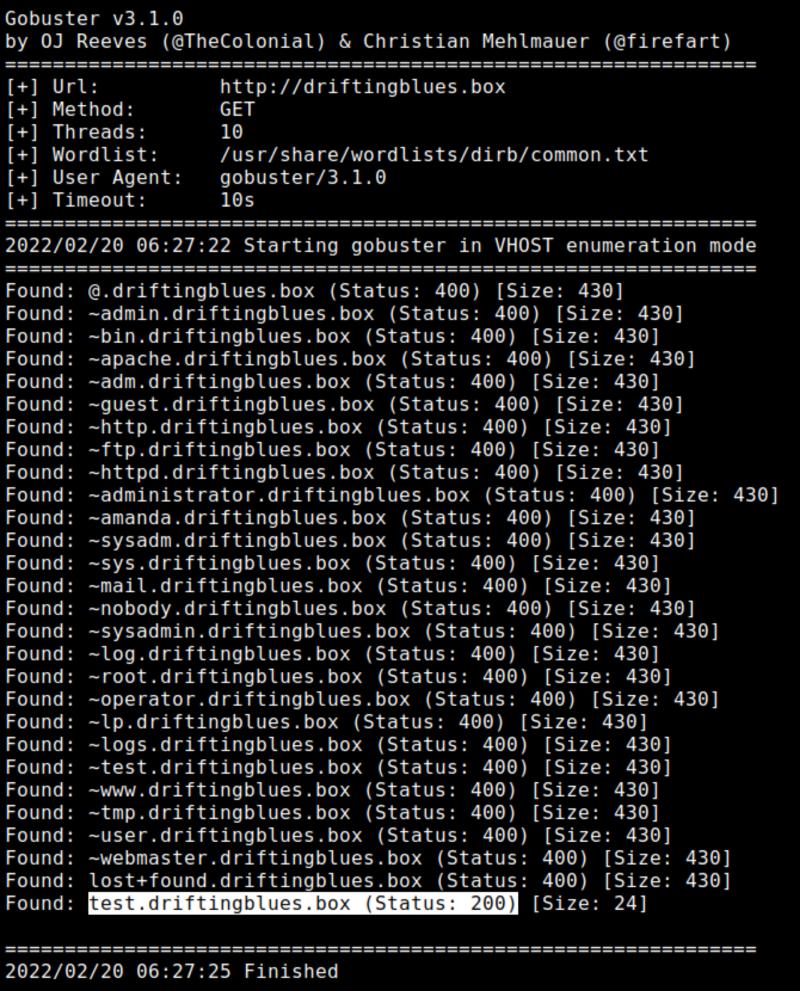 Gobuster v3.1.0
by OJ Reeves (@TheColonial) & Christian Mehlmauer (@firefart)
===============================================================
[+] Url:          http://driftingblues.box
[+] Method:       GET
[+] Threads:      10
[+] Wordlist:     /usr/share/wordlists/dirb/common.txt
[+] User Agent:   gobuster/3.1.0
[+] Timeout:      10s
===============================================================
2022/02/20 06:27:22 Starting gobuster in VHOST enumeration mode
===============================================================
Found: @.driftingblues.box (Status: 400) [Size: 430]
Found: ~admin.driftingblues.box (Status: 400) [Size: 430]
Found: ~bin.driftingblues.box (Status: 400) [Size: 430]
Found: ~apache.driftingblues.box (Status: 400) [Size: 430]
Found: ~adm.driftingblues.box (Status: 400) [Size: 430]
Found: ~guest.driftingblues.box (Status: 400) [Size: 430]
Found: ~http.driftingblues.box (Status: 400) [Size: 430]
Found: ~ftp.driftingblues.box (Status: 400) [Size: 430]
Found: ~httpd.driftingblues.box (Status: 400) [Size: 430]
Found: ~administrator.driftingblues.box (Status: 400) [Size: 430]
Found: ~amanda.driftingblues.box (Status: 400) [Size: 430]
Found: ~sysadm.driftingblues.box (Status: 400) [Size: 430]
Found: ~sys.driftingblues.box (Status: 400) [Size: 430]
Found: ~mail.driftingblues.box (Status: 400) [Size: 430]
Found: ~nobody.driftingblues.box (Status: 400) [Size: 430]
Found: ~sysadmin.driftingblues.box (Status: 400) [Size: 430]
Found: ~log.driftingblues.box (Status: 400) [Size: 430]
Found: ~root.driftingblues.box (Status: 400) [Size: 430]
Found: ~operator.driftingblues.box (Status: 400) [Size: 430]
Found: ~lp.driftingblues.box (Status: 400) [Size: 430]
Found: ~logs.driftingblues.box (Status: 400) [Size: 430]
Found: ~test.driftingblues.box (Status: 400) [Size: 430]
Found: ~www.driftingblues.box (Status: 400) [Size: 430]
Found: ~tmp.driftingblues.box (Status: 400) [Size: 430]
Found: ~user.driftingblues.box (Status: 400) [Size: 430]
Found: ~webmaster.driftingblues.box (Status: 400) [Size: 430]
Found: lost+found.driftingblues.box (Status: 400) [Size: 430]
Found: test.driftingblues.box (Status: 200) [Size: 24]
===============================================================
2022/02/20 06:27:25 Finished